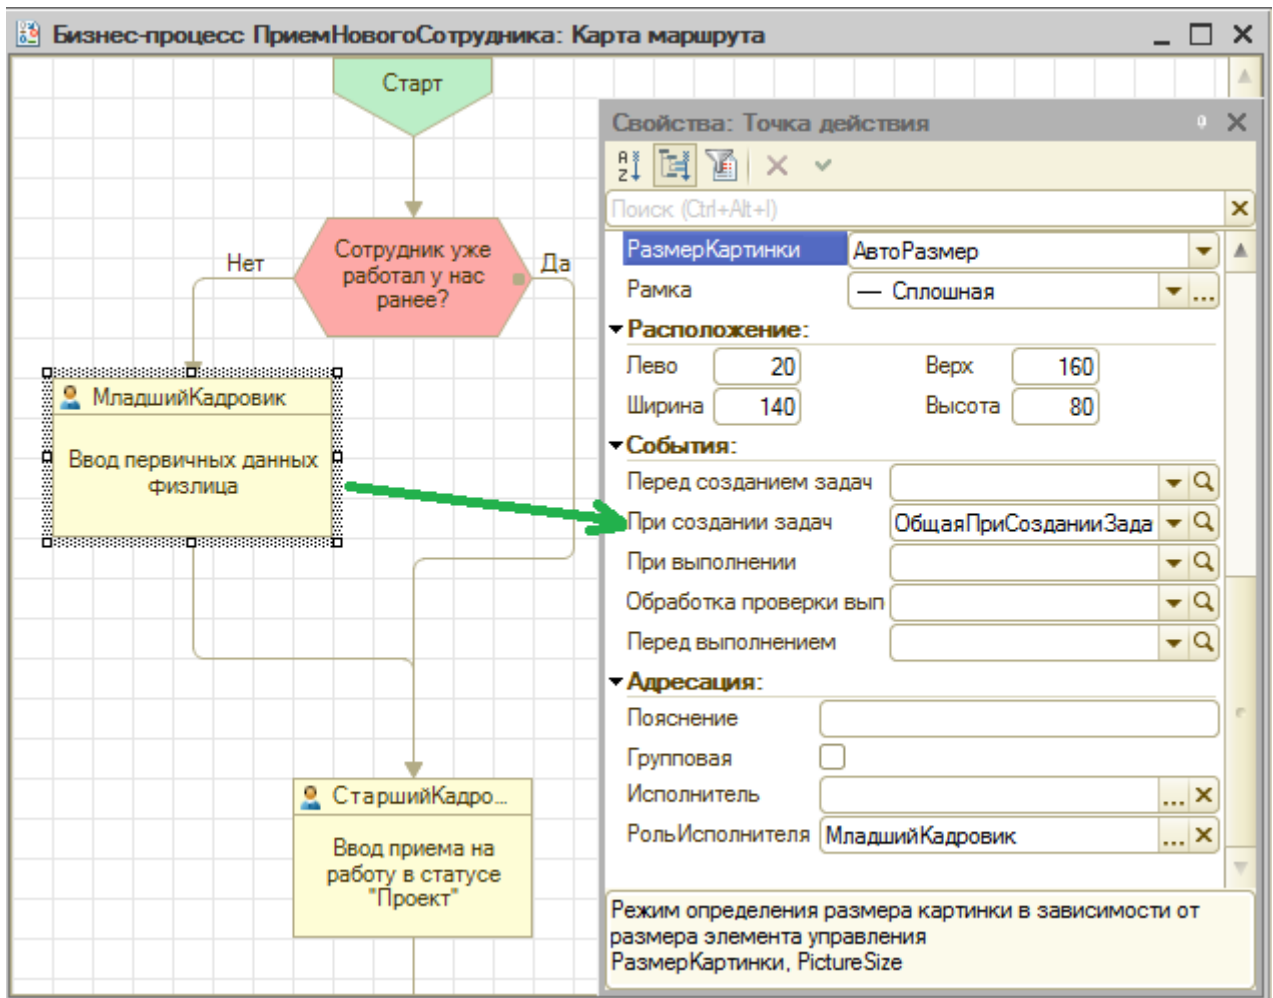 Бизнес-процесс ПриемНовогоСотрудника: Карта маршрута
Старт
Сотрудник уже
работал у нас
ранее?
Нет
Да
МладшийКадровик
Ввод первичных данных
физлица
СтаршийКадро...
Ввод приема на
работу в статусе
"Проект"
Свойства: Точка действия
Поиск (Ctrl+Alt+I)
РазмерКартинки АвтоРазмер
Рамка — Сплошная ...
Расположение:
Лево 20 Верх 160
Ширина 140 Высота 80
События:
Перед созданием задач
При создании задач ОбщаяПриСозданииЗада
При выполнении
Обработка проверки вып
Перед выполнением
Адресация:
Пояснение
Групповая
Исполнитель ...
РольИсполнителя МладшийКадровик ...
Режим определения размера картинки в зависимости от
размера элемента управления
РазмерКартинки, PictureSize